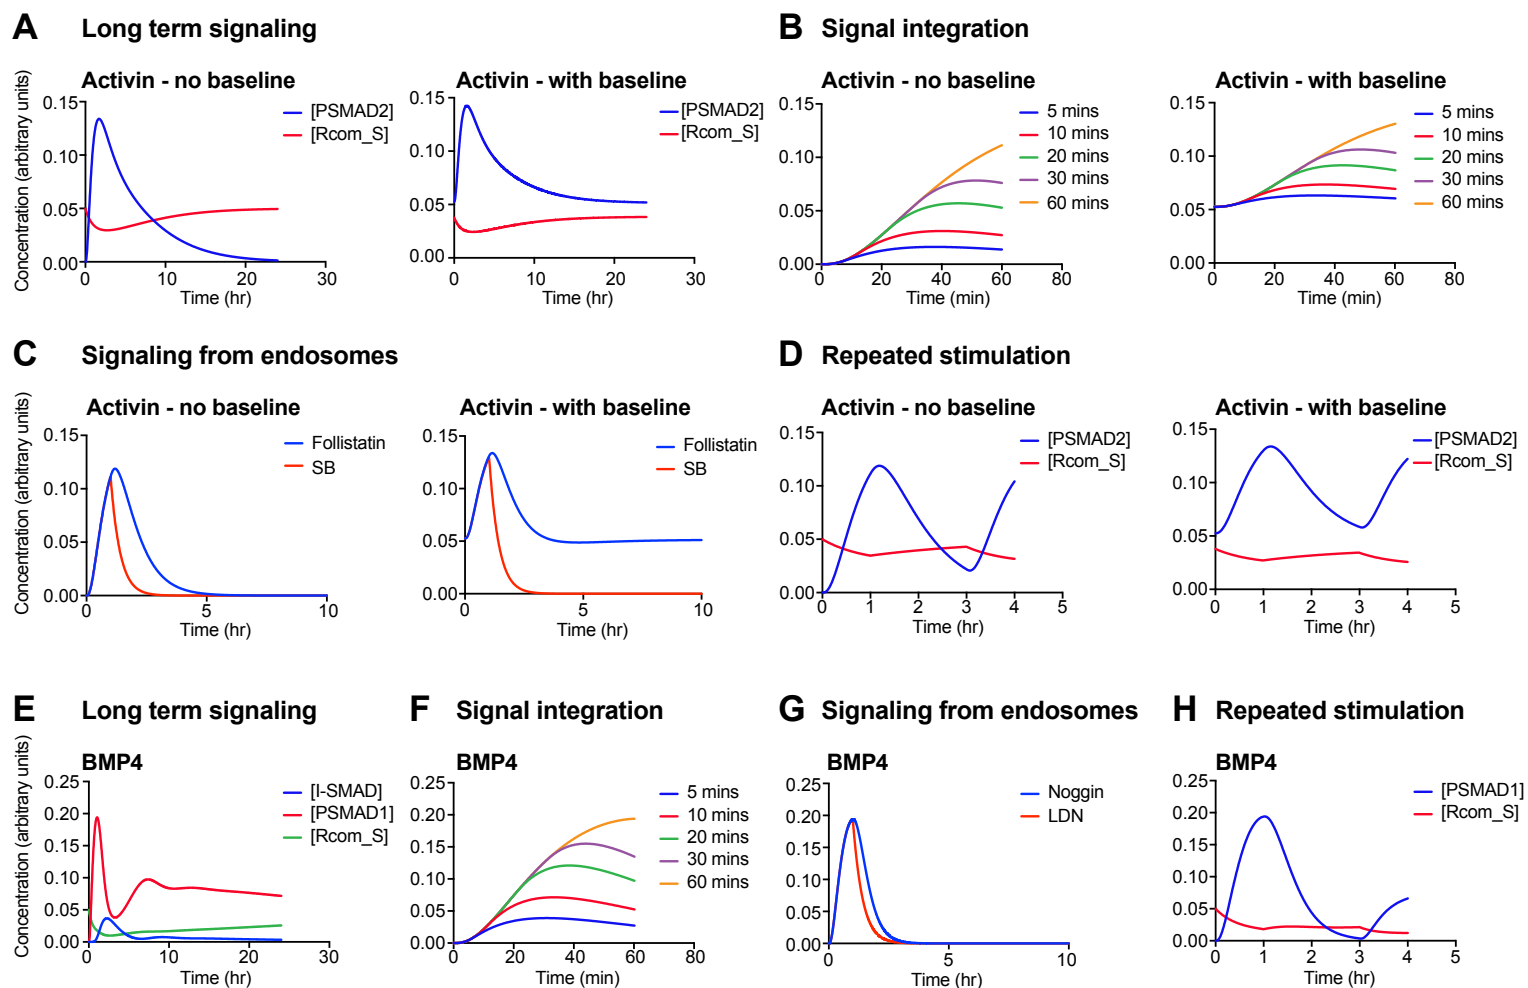 A Long term signaling
B Signal integration
Activin - no baseline
Activin - with baseline
Activin - no baseline
Activin - with baseline
Concentration (arbitrary units)
0.15
0.10
0.05
0.00
0 10 20 30
Time (hr)
[PSMAD2]
[Rcom_S]
0.15
0.10
0.05
0.00
0 10 20 30
Time (hr)
[PSMAD2]
[Rcom_S]
0.15
0.10
0.05
0.00
0 20 40 60 80
Time (min)
5 mins
10 mins
20 mins
30 mins
60 mins
0.15
0.10
0.05
0.00
0 20 40 60 80
Time (min)
5 mins
10 mins
20 mins
30 mins
60 mins
C Signaling from endosomes
D Repeated stimulation
Activin - no baseline
Activin - with baseline
Activin - no baseline
Activin - with baseline
Concentration (arbitrary units)
0.15
0.10
0.05
0.00
0 5 10
Time (hr)
Follistatin
SB
0.15
0.10
0.05
0.00
0 5 10
Time (hr)
Follistatin
SB
0.15
0.10
0.05
0.00
0 1 2 3 4 5
Time (hr)
[PSMAD2]
[Rcom_S]
0.15
0.10
0.05
0.00
0 1 2 3 4 5
Time (hr)
[PSMAD2]
[Rcom_S]
E Long term signaling
F Signal integration
G Signaling from endosomes
H Repeated stimulation
BMP4
BMP4
BMP4
BMP4
Concentration (arbitrary units)
0.25
0.20
0.15
0.10
0.05
0.00
0 10 20 30
Time (hr)
[I-SMAD]
[PSMAD1]
[Rcom_S]
0.25
0.20
0.15
0.10
0.05
0.00
0 20 40 60 80
Time (min)
5 mins
10 mins
20 mins
30 mins
60 mins
0.25
0.20
0.15
0.10
0.05
0.00
0 5 10
Time (hr)
Noggin
LDN
0.25
0.20
0.15
0.10
0.05
0.00
0 1 2 3 4 5
Time (hr)
[PSMAD1]
[Rcom_S]